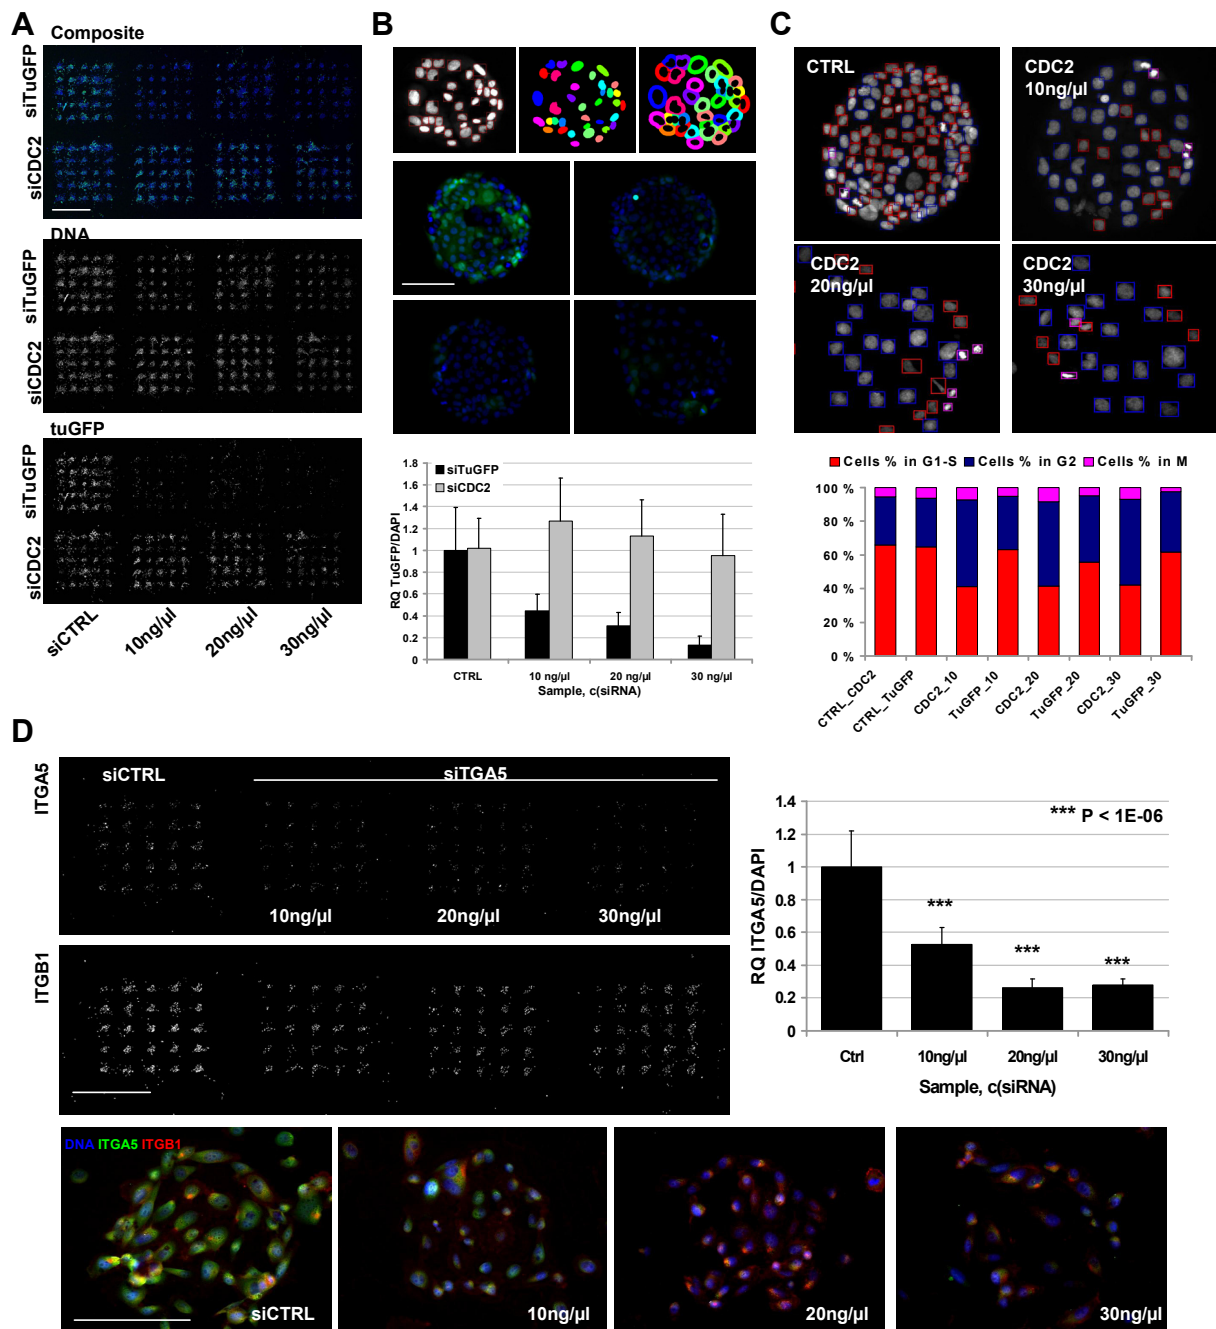 A
Composite
siTuGFP
siCDC2
DNA
siTuGFP
siCDC2
tuGFP
siTuGFP
siCDC2
siCTRL
10ng/µl
20ng/µl
30ng/µl
B
1.8
1.6
1.4
1.2
1
0.8
0.6
0.4
0.2
0
RQ TuGFP/DAPI
siTuGFP
siCDC2
CTRL
10 ng/µl
20 ng/µl
30 ng/µl
Sample, c(siRNA)
C
CTRL
CDC2
10ng/µl
CDC2
20ng/µl
CDC2
30ng/µl
Cells % in G1-S
Cells % in G2
Cells % in M
100 %
80 %
60 %
40 %
20 %
0 %
CTRL_CDC2
CTRL_TuGFP
CDC2_10
TuGFP_10
CDC2_20
TuGFP_20
CDC2_30
TuGFP_30
D
ITGA5
siCTRL
siTGA5
10ng/µl
20ng/µl
30ng/µl
ITGB1
1.4
1.2
1
0.8
0.6
0.4
0.2
0
RQ ITGA5/DAPI
*** P < 1E-06
***
***
***
Ctrl
10ng/µl
20ng/µl
30ng/µl
Sample, c(siRNA)
DNA ITGA5 ITGB1
siCTRL
10ng/µl
20ng/µl
30ng/µl